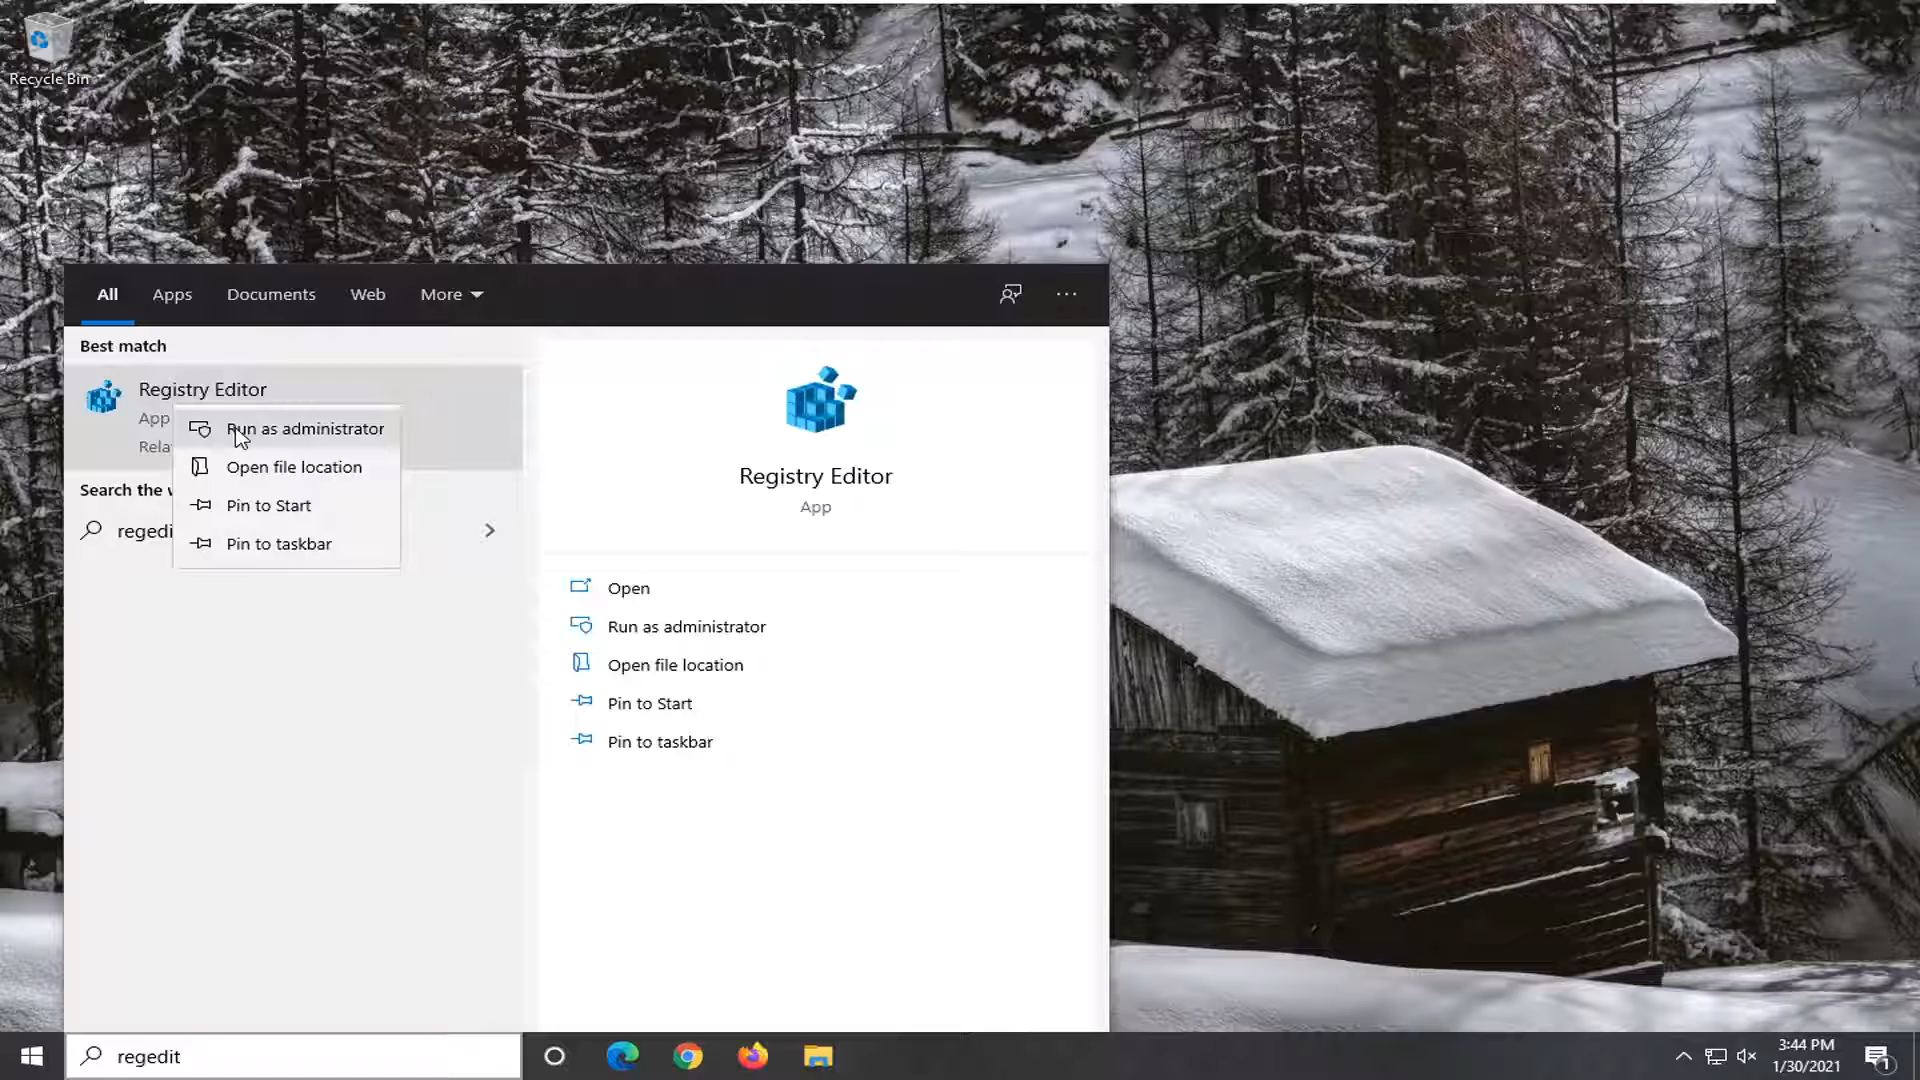 Recycle Bin
All Apps Documents Web More
Best match
Registry Editor
App
Rela
Run as administrator
Open file location
Pin to Start
Pin to taskbar
Search the w
regedi
Registry Editor
App
Open
Run as administrator
Open file location
Pin to Start
Pin to taskbar
regedit
3:44 PM
1/30/2021
1